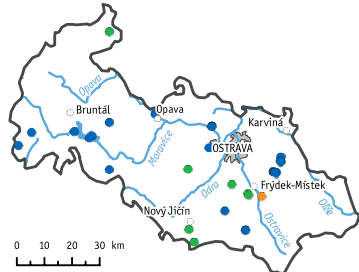 Opava
Bruntál
Opava
Karviná
Moravice
OSTRAVA
Frýdek-Místek
Odra
Olše
Nový Jičín
Ostravice
0 10 20 30 km